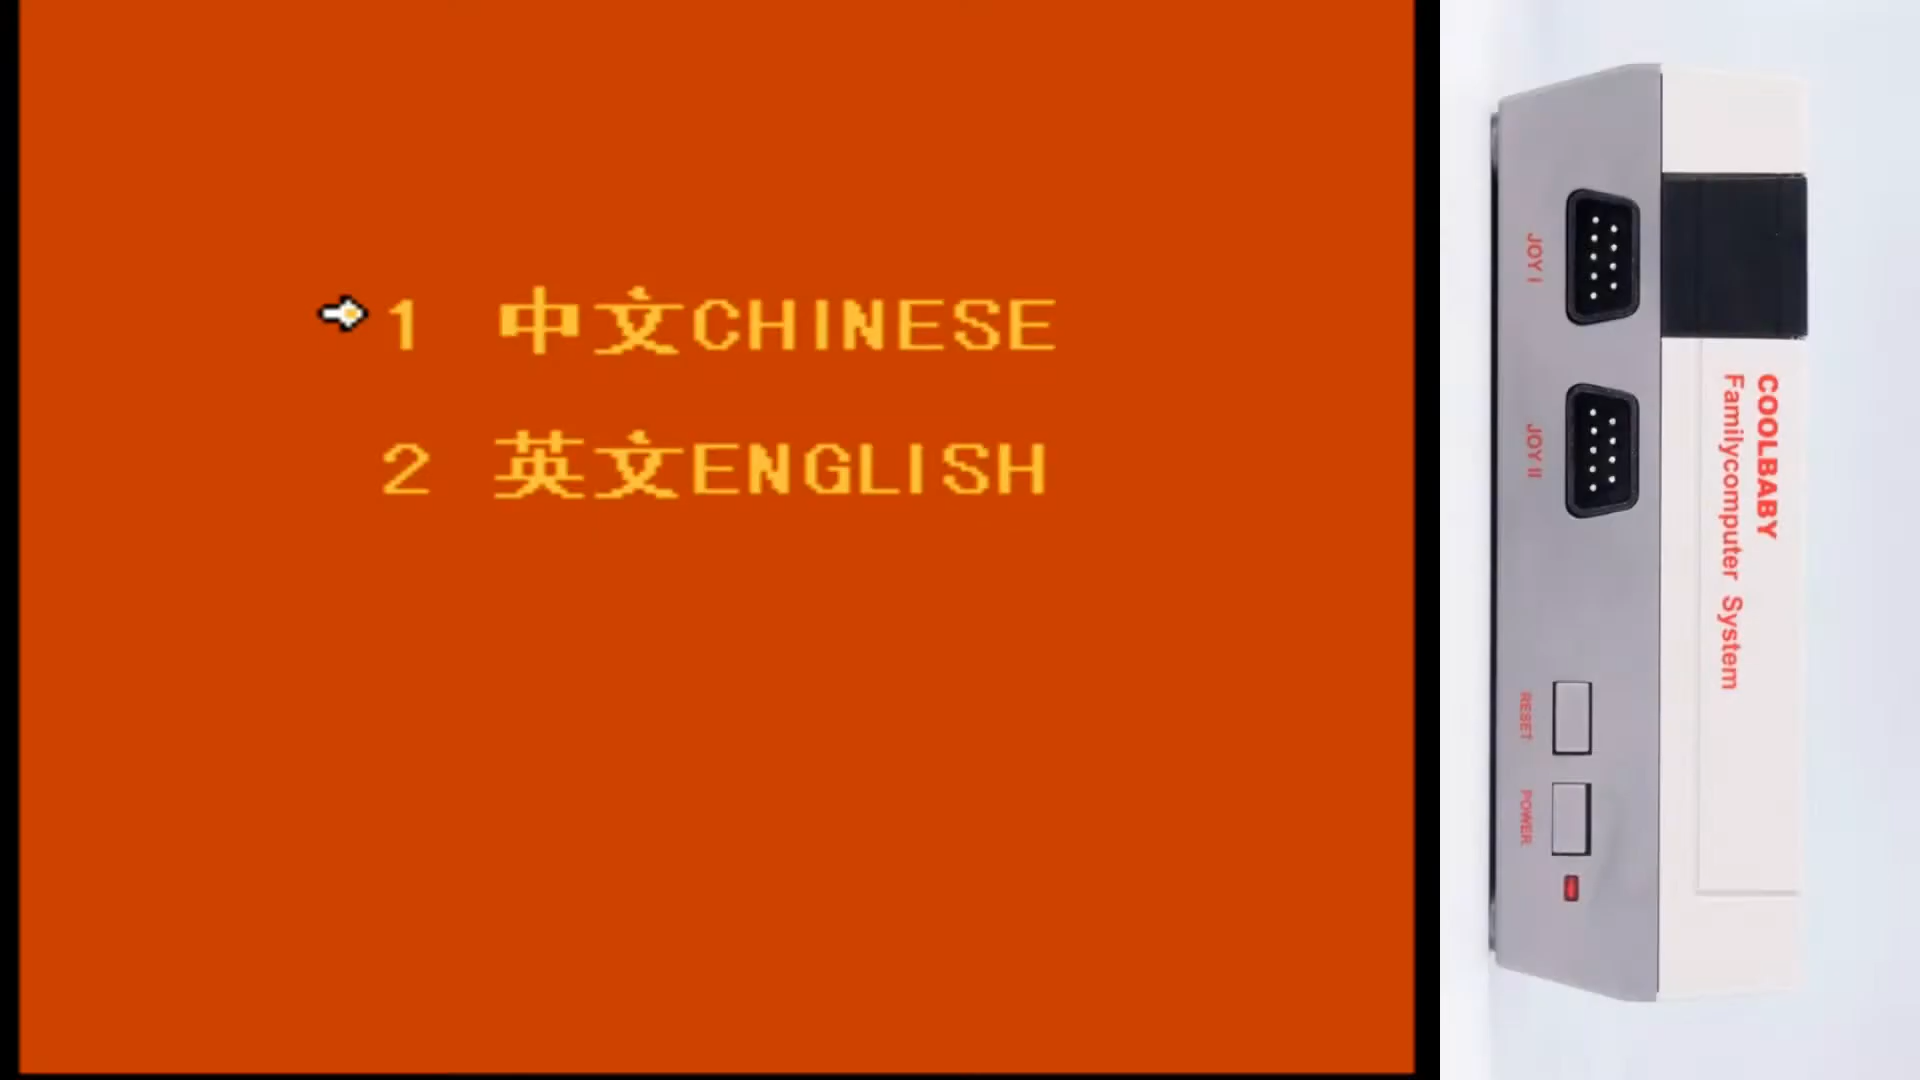 1 中文CHINESE
2 英文ENGLISH
JOY I
JOY II
COOLBABY
Familycomputer System
RESET
POWER